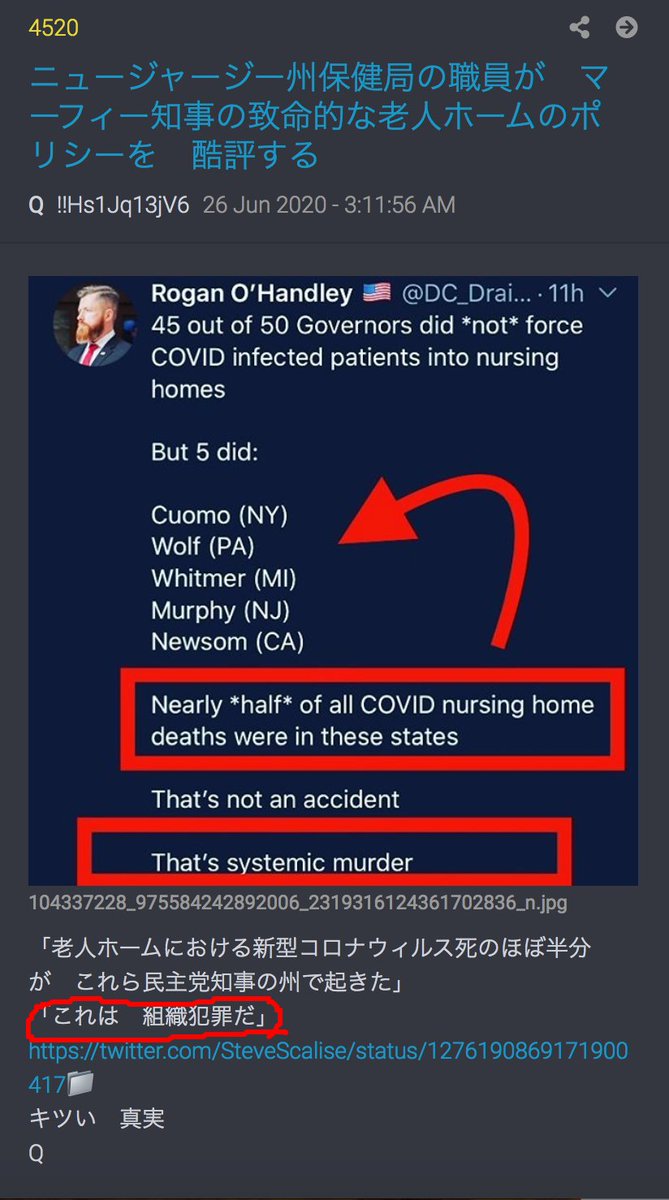 4520
ニュージャージー州保健局の職員が　マ
ーフィー知事の致命的な老人ホームのポ
リシーを　酷評する
Q !!Hs1Jq13jV6 26 Jun 2020 - 3:11:56 AM
Rogan O’Handley 🇺🇸 @DC_Drai... · 11h
45 out of 50 Governors did *not* force
COVID infected patients into nursing
homes
But 5 did:
Cuomo (NY)
Wolf (PA)
Whitmer (MI)
Murphy (NJ)
Newsom (CA)
Nearly *half* of all COVID nursing home
deaths were in these states
That’s not an accident
That’s systemic murder
104337228_975584242892006_2319316124361702836_n.jpg
「老人ホームにおける新型コロナウィルス死のほぼ半分
が　これら民主党知事の州で起きた」
「これは　組織犯罪だ」
https://twitter.com/SteveScalise/status/1276190869171900
417
キツい　真実
Q